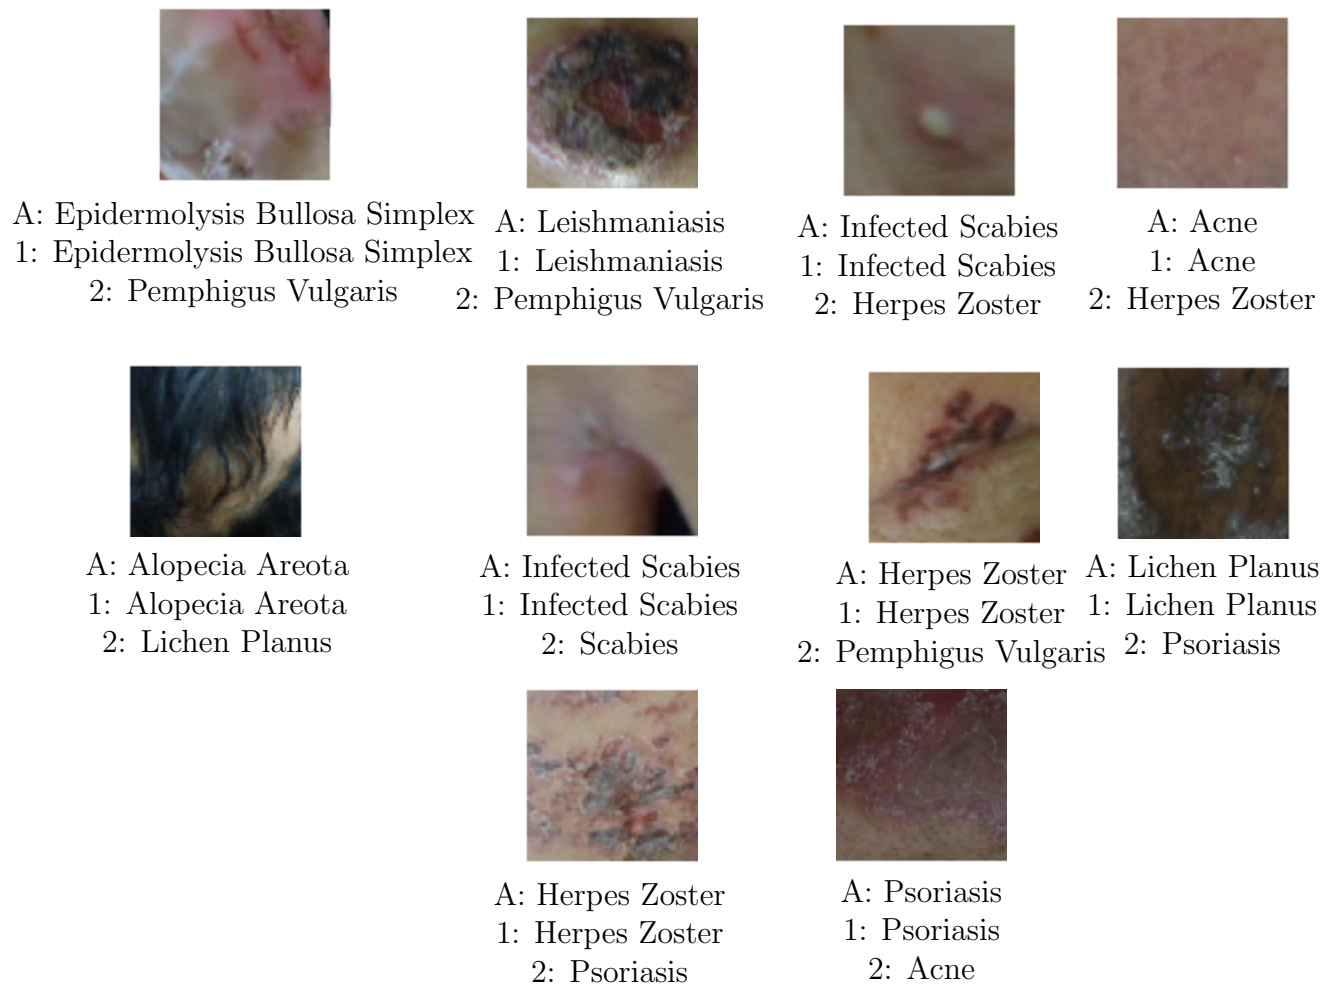 A: Epidermolysis Bullosa Simplex
1: Epidermolysis Bullosa Simplex
2: Pemphigus Vulgaris
A: Leishmaniasis
1: Leishmaniasis
2: Pemphigus Vulgaris
A: Infected Scabies
1: Infected Scabies
2: Herpes Zoster
A: Acne
1: Acne
2: Herpes Zoster
A: Alopecia Areota
1: Alopecia Areota
2: Lichen Planus
A: Infected Scabies
1: Infected Scabies
2: Scabies
A: Herpes Zoster
1: Herpes Zoster
2: Pemphigus Vulgaris
A: Lichen Planus
1: Lichen Planus
2: Psoriasis
A: Herpes Zoster
1: Herpes Zoster
2: Psoriasis
A: Psoriasis
1: Psoriasis
2: Acne